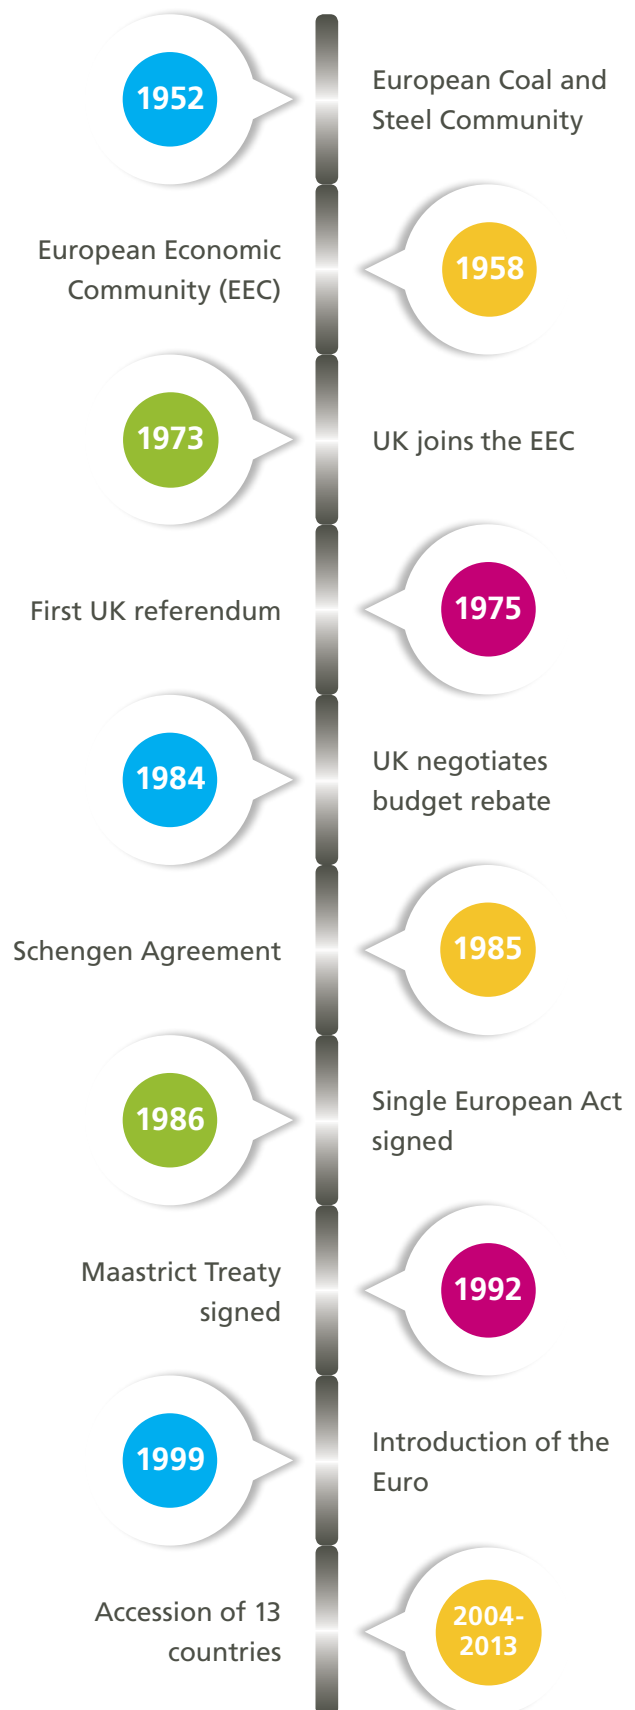 1952
European Coal and
Steel Community
European Economic
Community (EEC)
1958
1973
UK joins the EEC
First UK referendum
1975
1984
UK negotiates
budget rebate
Schengen Agreement
1985
1986
Single European Act
signed
Maastrict Treaty
signed
1992
1999
Introduction of the
Euro
Accession of 13
countries
2004-
2013